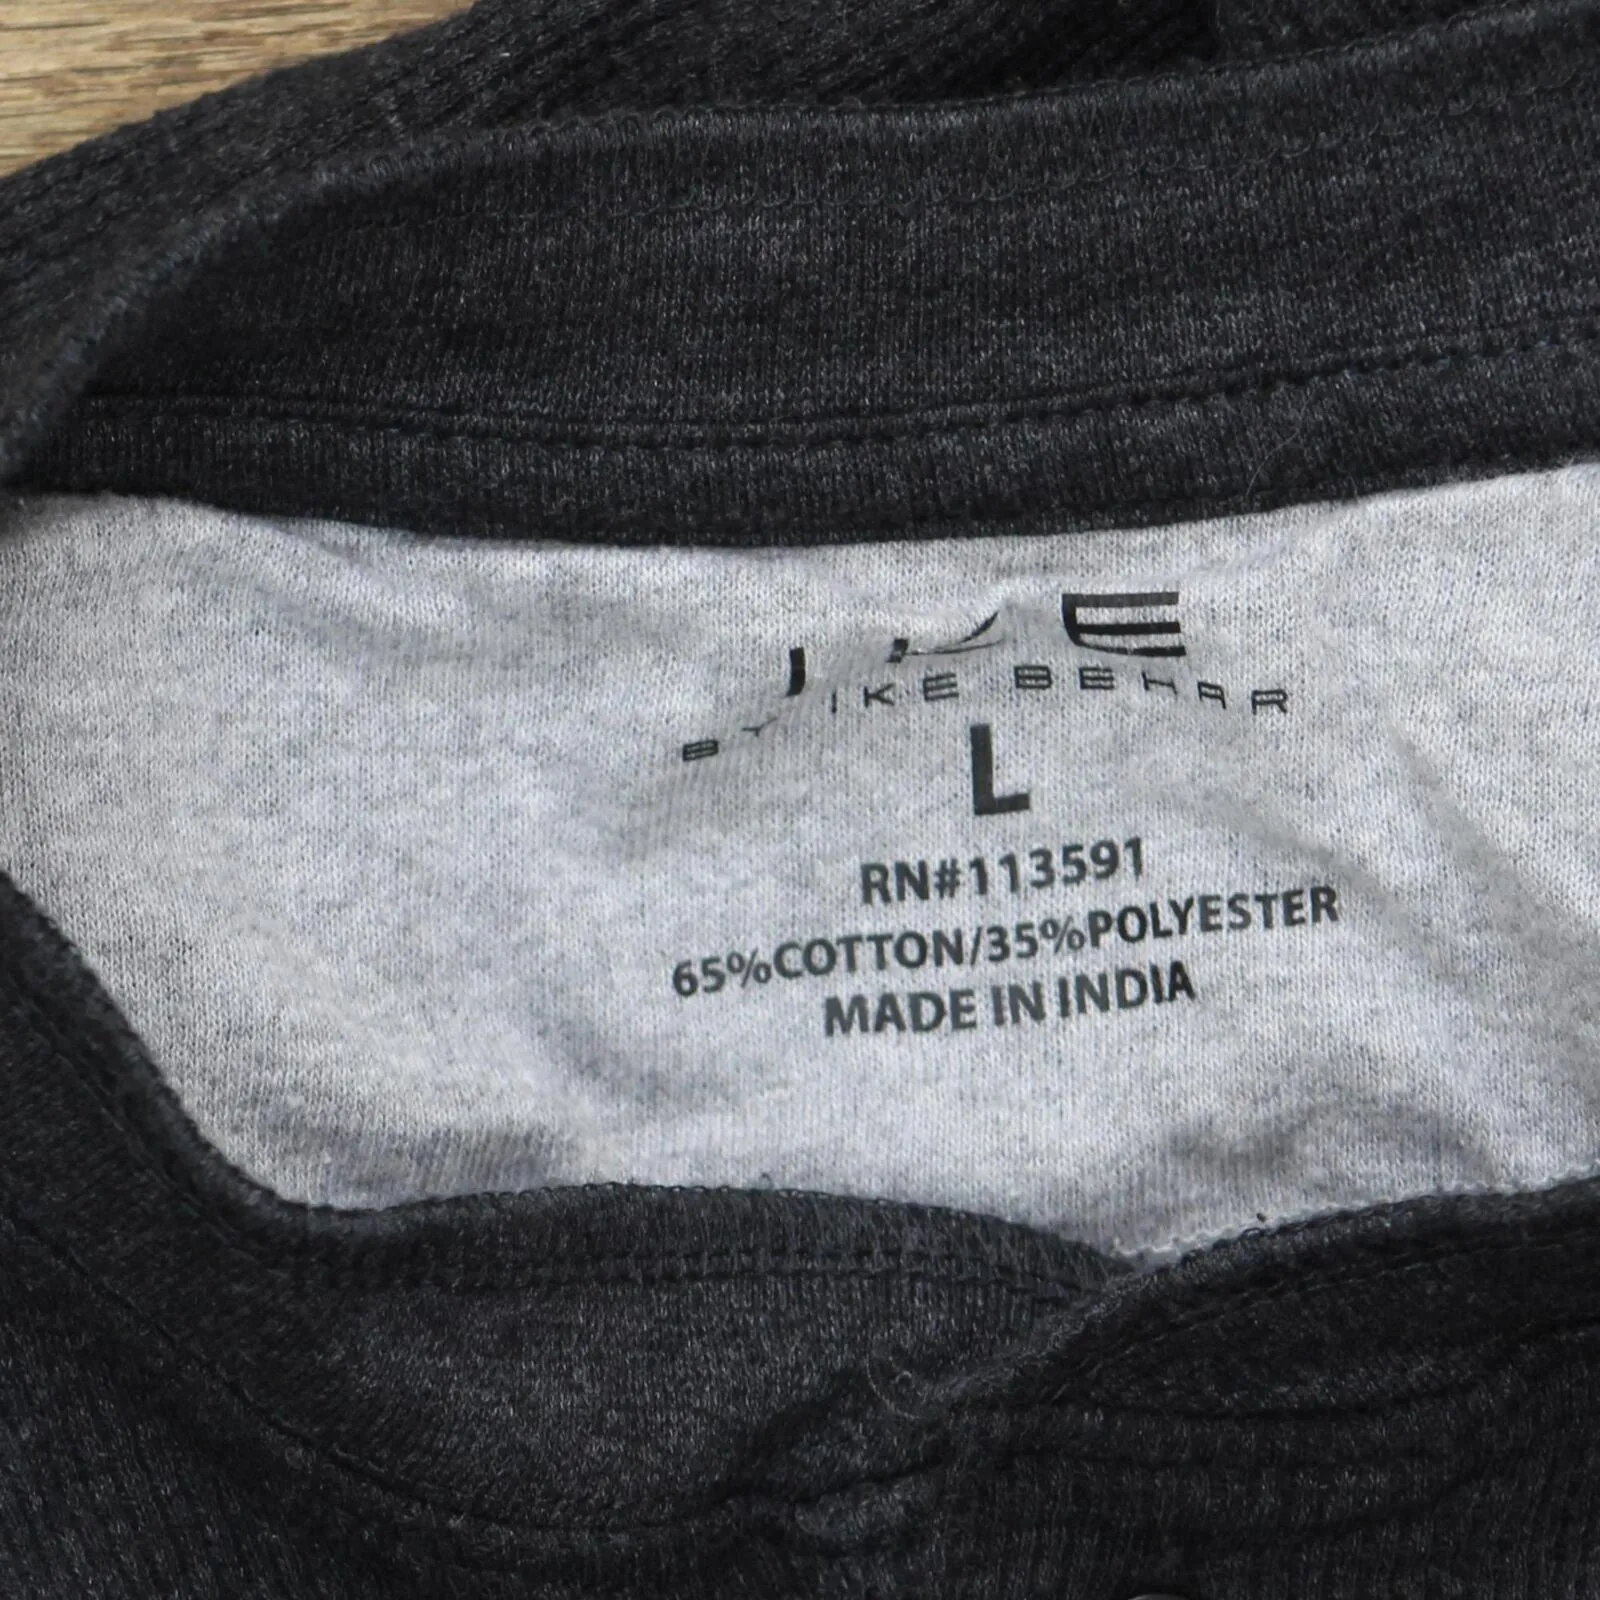 BY IKE BEHAR
L
RN#113591
65%COTTON/35%POLYESTER
MADE IN INDIA